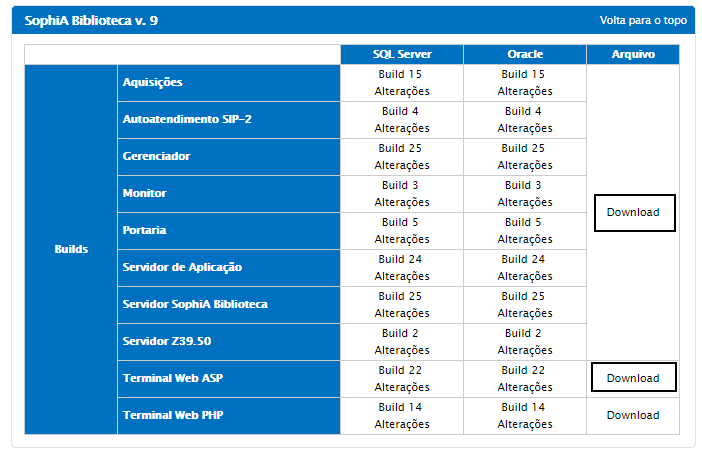 SophiA Biblioteca v. 9 Volta para o topo
SQL Server Oracle Arquivo
Builds
Aquisições Build 15 Build 15
Alterações Alterações
Autoatendimento SIP-2 Build 4 Build 4
Alterações Alterações
Gerenciador Build 25 Build 25
Alterações Alterações
Monitor Build 3 Build 3
Alterações Alterações
Download
Portaria Build 5 Build 5
Alterações Alterações
Servidor de Aplicação Build 24 Build 24
Alterações Alterações
Servidor SophiA Biblioteca Build 25 Build 25
Alterações Alterações
Servidor Z39.50 Build 2 Build 2
Alterações Alterações
Terminal Web ASP Build 22 Build 22 Download
Alterações Alterações
Terminal Web PHP Build 14 Build 14 Download
Alterações Alterações